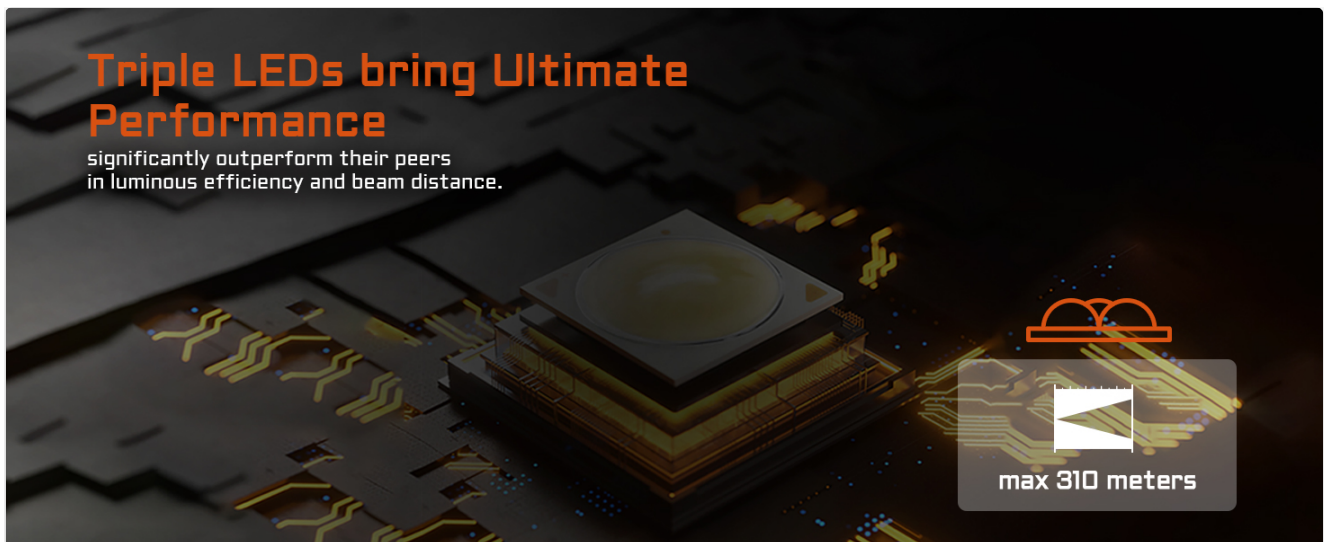 Triple LEDs bring Ultimate
Performance
significantly outperform their peers
in luminous efficiency and beam distance.
max 310 meters